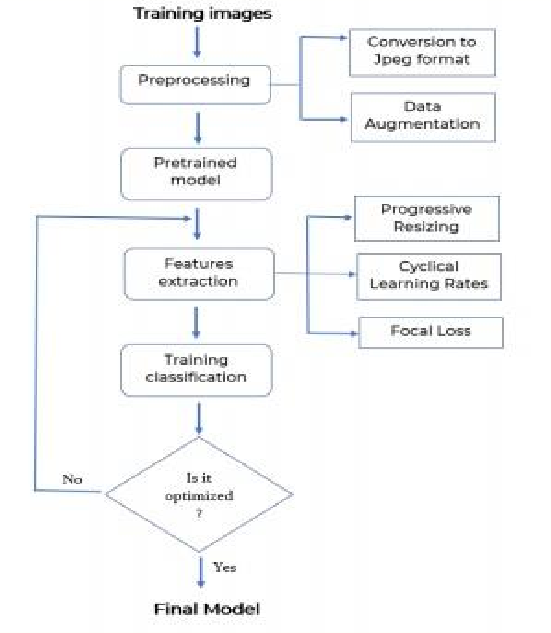 Training images
Preprocessing
Conversion to
Jpeg format
Data
Augmentation
Pretrained
model
Features
extraction
Progressive
Resizing
Cyclical
Learning Rates
Focal Loss
Training
classification
Is it
optimized
?
No
Yes
Final Model